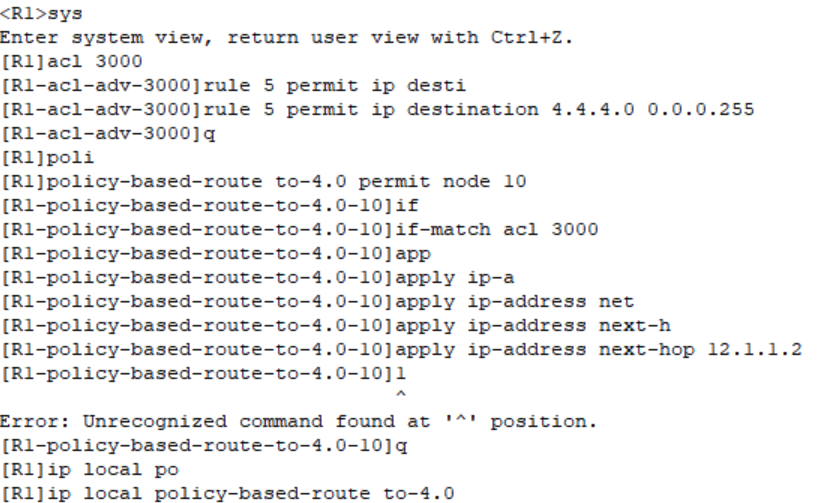 <R1>sys
Enter system view, return user view with Ctrl+Z.
[R1]acl 3000
[R1-acl-adv-3000]rule 5 permit ip desti
[R1-acl-adv-3000]rule 5 permit ip destination 4.4.4.0 0.0.0.255
[R1-acl-adv-3000]q
[R1]poli
[R1]policy-based-route to-4.0 permit node 10
[R1-policy-based-route-to-4.0-10]if
[R1-policy-based-route-to-4.0-10]if-match acl 3000
[R1-policy-based-route-to-4.0-10]app
[R1-policy-based-route-to-4.0-10]apply ip-a
[R1-policy-based-route-to-4.0-10]apply ip-address net
[R1-policy-based-route-to-4.0-10]apply ip-address next-h
[R1-policy-based-route-to-4.0-10]apply ip-address next-hop 12.1.1.2
[R1-policy-based-route-to-4.0-10]l
^
Error: Unrecognized command found at '^' position.
[R1-policy-based-route-to-4.0-10]q
[R1]ip local po
[R1]ip local policy-based-route to-4.0